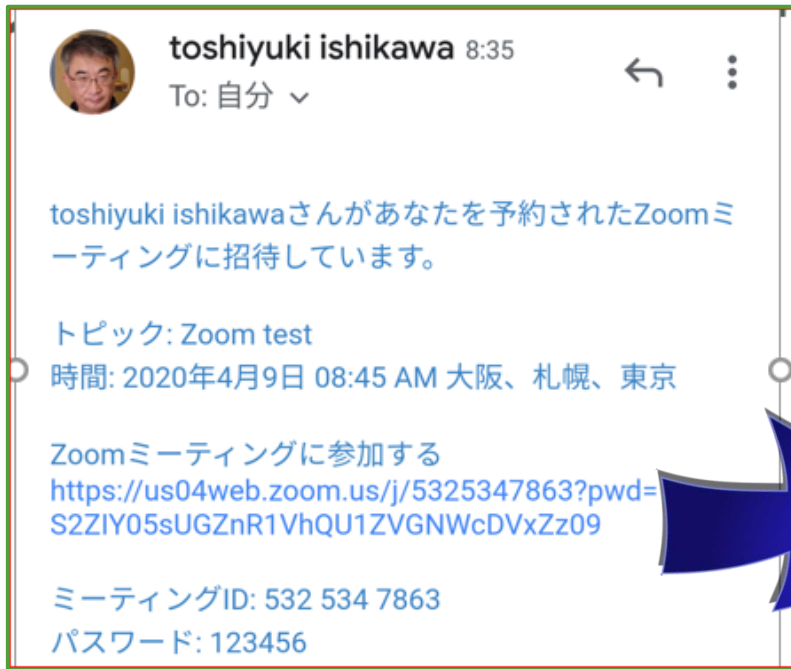 toshiyuki ishikawa 8:35
To: 自分
toshiyuki ishikawaさんがあなたを予約されたZoomミ
ーティングに招待しています。
トピック: Zoom test
時間: 2020年4月9日 08:45 AM 大阪、札幌、東京
Zoomミーティングに参加する
https://us04web.zoom.us/j/5325347863?pwd=
S2ZIY05sUGZnR1VhQU1ZVGNWcDVxZz09
ミーティングID: 532 534 7863
パスワード: 123456